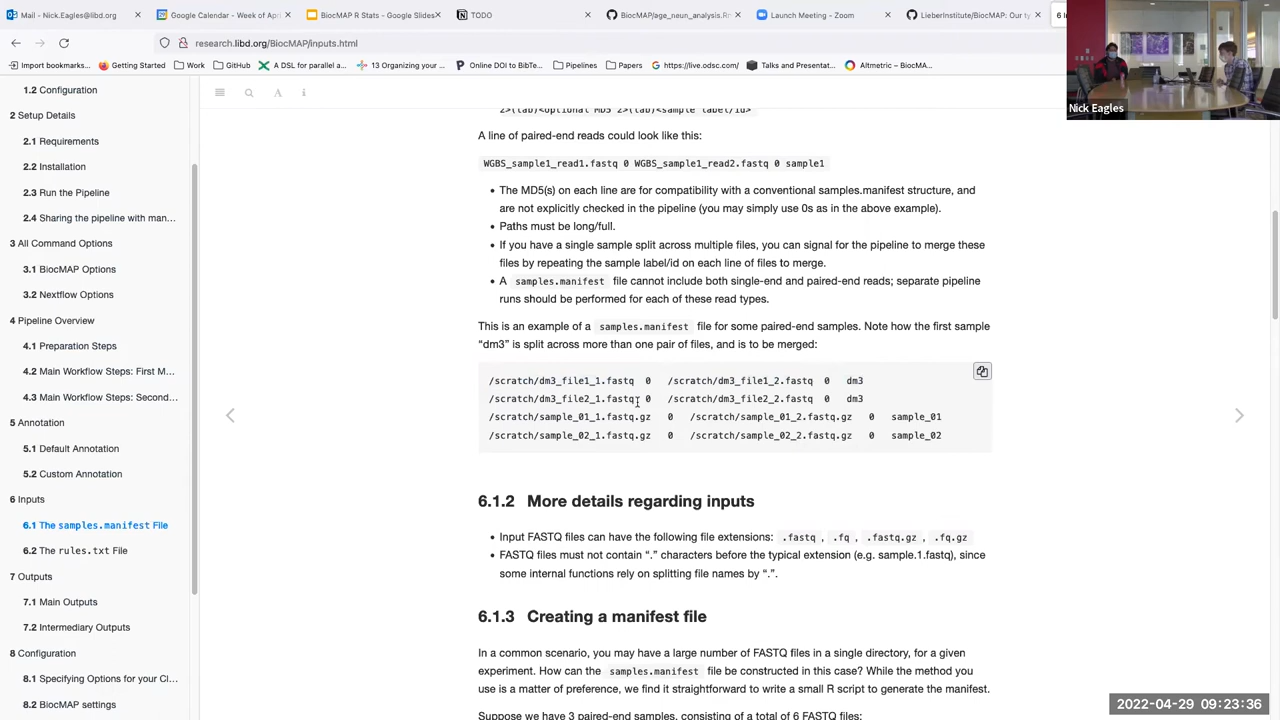 Mail - Nick.Eagles@libd.org
Google Calendar - Week of Apri
BiocMAP R Stats - Google Slides
TODO
BiocMAP/age_neun_analysis.R
Launch Meeting - Zoom
LieberInstitute/BiocMAP: Our ty
6 In
research.libd.org/BiocMAP/inputs.html
Import bookmarks...
Getting Started
Work
GitHub
A DSL for parallel a...
13 Organizing your...
Online DOI to BibTe...
Pipelines
Papers
https://live.odsc.com/
Talks and Presentat...
Altmetric – BiocMA...
Nick Eagles
1.2 Configuration
2 Setup Details
2.1 Requirements
2.2 Installation
2.3 Run the Pipeline
2.4 Sharing the pipeline with man...
3 All Command Options
3.1 BiocMAP Options
3.2 Nextflow Options
4 Pipeline Overview
4.1 Preparation Steps
4.2 Main Workflow Steps: First M...
4.3 Main Workflow Steps: Second...
5 Annotation
5.1 Default Annotation
5.2 Custom Annotation
6 Inputs
6.1 The samples.manifest File
6.2 The rules.txt File
7 Outputs
7.1 Main Outputs
7.2 Intermediary Outputs
8 Configuration
8.1 Specifying Options for your Cl...
8.2 BiocMAP settings
2>(tab)<optional MD5 2>(tab)<sample label/id>
A line of paired-end reads could look like this:
WGBS_sample1_read1.fastq 0 WGBS_sample1_read2.fastq 0 sample1
• The MD5(s) on each line are for compatibility with a conventional samples.manifest structure, and
are not explicitly checked in the pipeline (you may simply use 0s as in the above example).
• Paths must be long/full.
• If you have a single sample split across multiple files, you can signal for the pipeline to merge these
files by repeating the sample label/id on each line of files to merge.
• A samples.manifest file cannot include both single-end and paired-end reads; separate pipeline
runs should be performed for each of these read types.
This is an example of a samples.manifest file for some paired-end samples. Note how the first sample
“dm3” is split across more than one pair of files, and is to be merged:
/scratch/dm3_file1_1.fastq 0 /scratch/dm3_file1_2.fastq 0 dm3
/scratch/dm3_file2_1.fastq 0 /scratch/dm3_file2_2.fastq 0 dm3
/scratch/sample_01_1.fastq.gz 0 /scratch/sample_01_2.fastq.gz 0 sample_01
/scratch/sample_02_1.fastq.gz 0 /scratch/sample_02_2.fastq.gz 0 sample_02
6.1.2 More details regarding inputs
• Input FASTQ files can have the following file extensions: .fastq , .fq , .fastq.gz , .fq.gz
• FASTQ files must not contain “.” characters before the typical extension (e.g. sample.1.fastq), since
some internal functions rely on splitting file names by “.”.
6.1.3 Creating a manifest file
In a common scenario, you may have a large number of FASTQ files in a single directory, for a given
experiment. How can the samples.manifest file be constructed in this case? While the method you
use is a matter of preference, we find it straightforward to write a small R script to generate the manifest.
Suppose we have 3 paired-end samples, consisting of a total of 6 FASTQ files:
2022-04-29 09:23:36